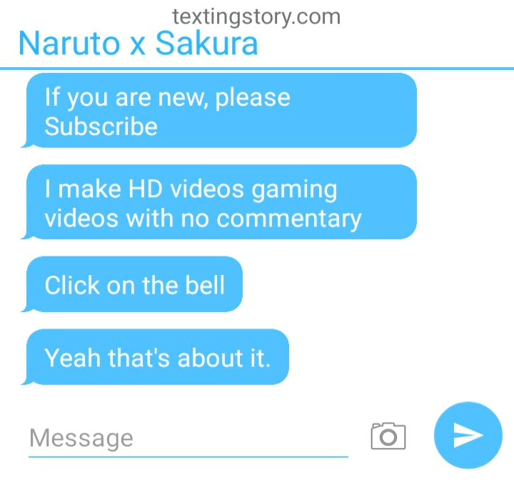 textingstory.com
Naruto x Sakura
If you are new, please
Subscribe
I make HD videos gaming
videos with no commentary
Click on the bell
Yeah that's about it.
Message